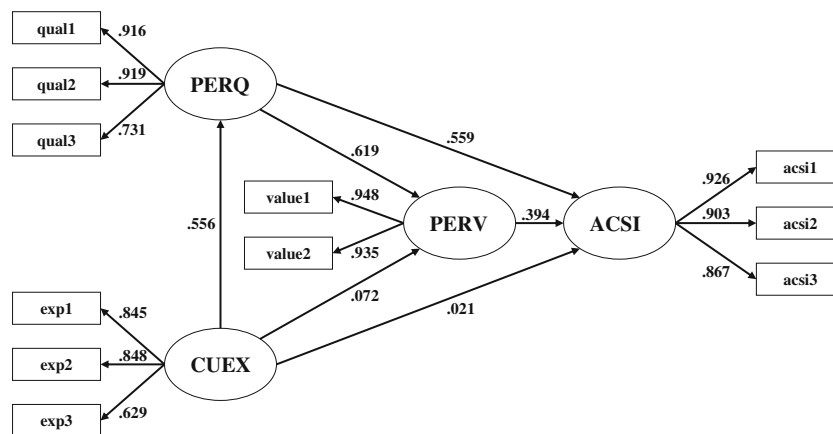 qual1
.916
qual2
.919
PERQ
qual3
.731
.559
.619
value1
.948
acsi1
.926
.556
PERV
.394
ACSI
.903
acsi2
value2
.935
.867
acsi3
.072
.021
exp1
.845
exp2
.848
CUEX
exp3
.629